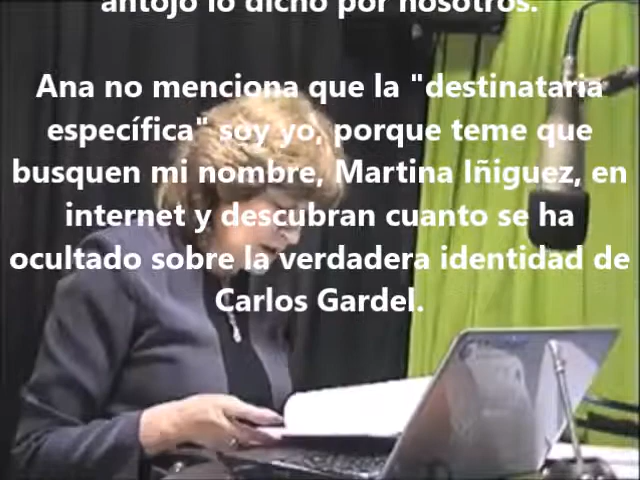 antojo lo dicho por nosotros.
Ana no menciona que la "destinataria
específica" soy yo, porque teme que
busquen mi nombre, Martina Iñiguez, en
internet y descubran cuanto se ha
ocultado sobre la verdadera identidad de
Carlos Gardel.